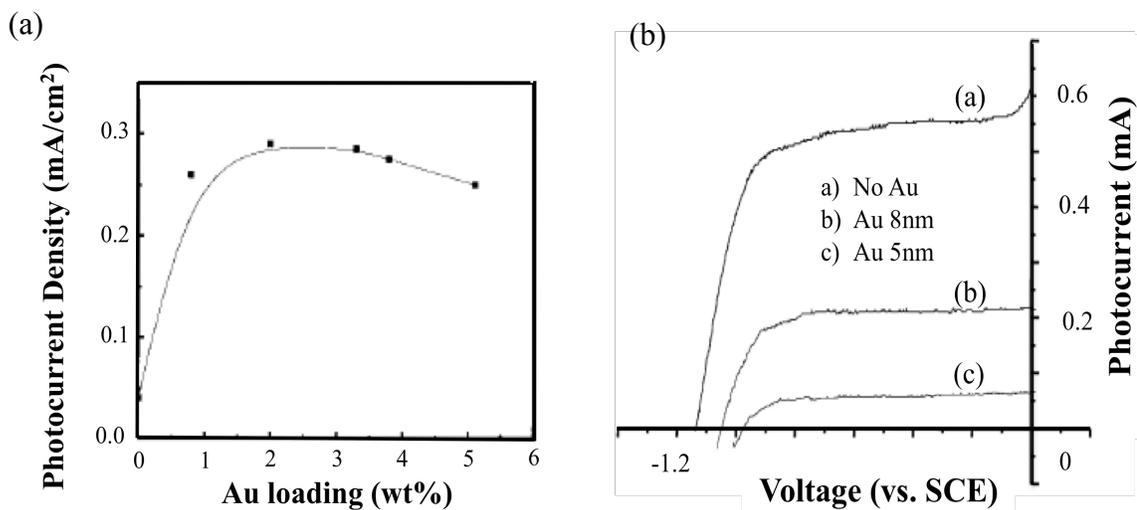 (a)
Photocurrent Density (mA/cm²)
0.3
0.2
0.1
0.0
0 1 2 3 4 5 6
Au loading (wt%)
(b)
(a)
a) No Au
b) Au 8nm
c) Au 5nm
(b)
(c)
0.6
0.4
0.2
0
Photocurrent (mA)
-1.2
Voltage (vs. SCE)